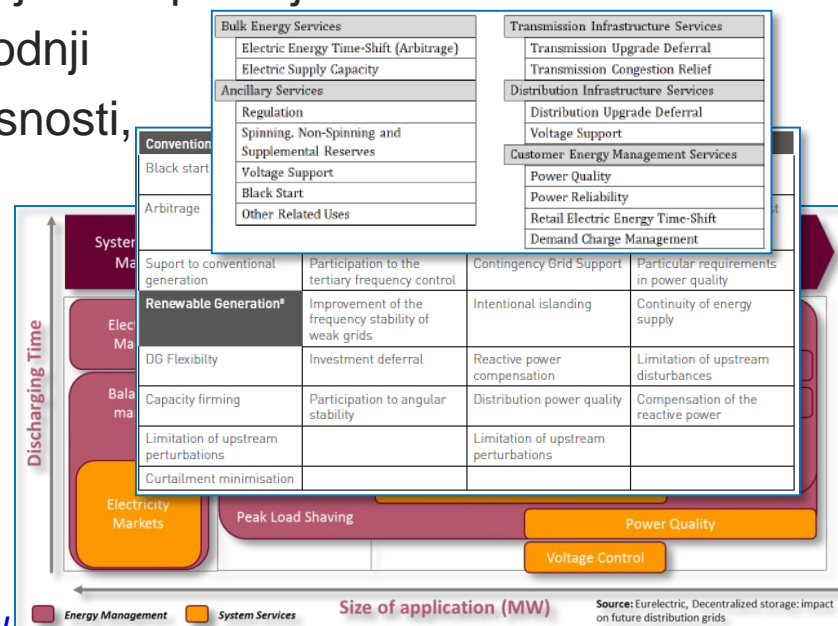 odnji
snosti,
Bulk Energy Services
Electric Energy Time-Shift (Arbitrage)
Electric Supply Capacity
Ancillary Services
Regulation
Spinning, Non-Spinning and
Supplemental Reserves
Voltage Support
Black Start
Other Related Uses
Transmission Infrastructure Services
Transmission Upgrade Deferral
Transmission Congestion Relief
Distribution Infrastructure Services
Distribution Upgrade Deferral
Voltage Support
Customer Energy Management Services
Power Quality
Power Reliability
Retail Electric Energy Time-Shift
Demand Charge Management
Convention
Black start
Arbitrage
Suport to conventional
generation
Participation to the
tertiary frequency control
Contingency Grid Support
Particular requirements
in power quality
Renewable Generation⁸
Improvement of the
frequency stability of
weak grids
Intentional islanding
Continuity of energy
supply
DG Flexibilty
Investment deferral
Reactive power
compensation
Limitation of upstream
disturbances
Capacity firming
Participation to angular
stability
Distribution power quality
Compensation of the
reactive power
Limitation of upstream
perturbations
Limitation of upstream
perturbations
Curtailment minimisation
Discharging Time
Syster
Ma
Elec
Ma
Bala
ma
Electricity
Markets
Peak Load Shaving
Power Quality
Voltage Control
Size of application (MW)
Energy Management
System Services
Source: Eurelectric, Decentralized storage: impact
on future distribution grids